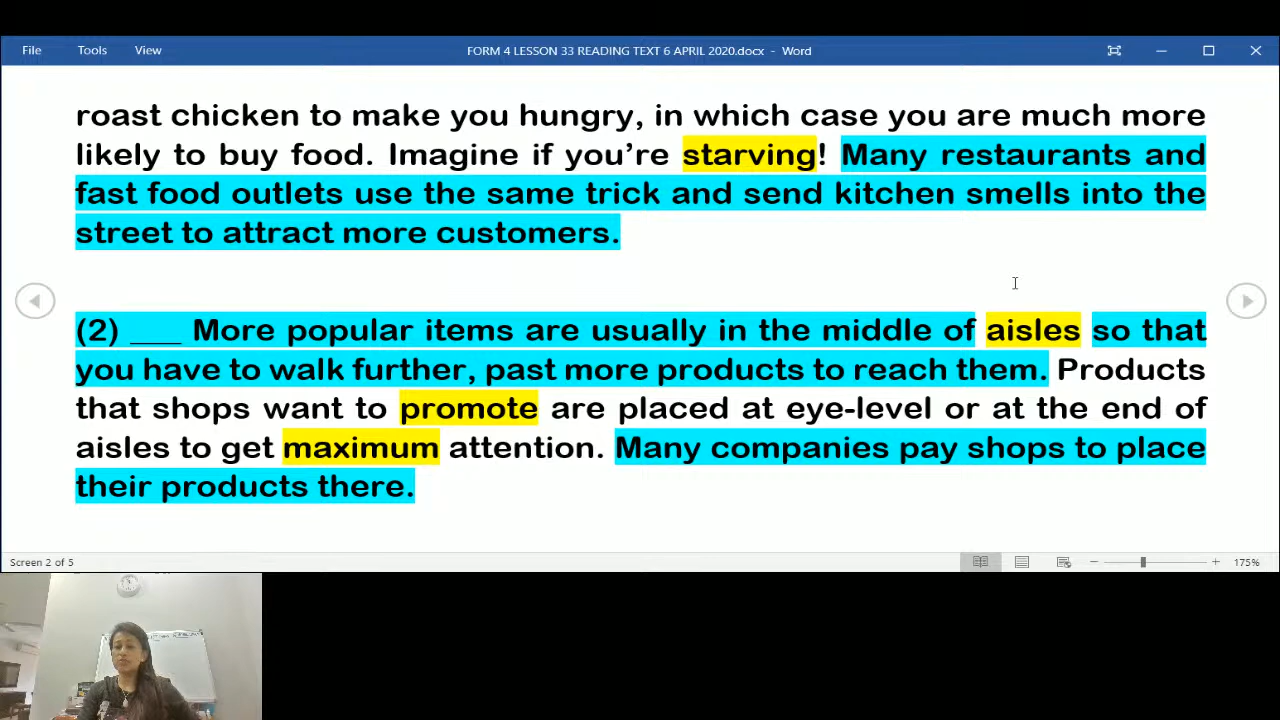 File Tools View FORM 4 LESSON 33 READING TEXT 6 APRIL 2020.docx - Word
roast chicken to make you hungry, in which case you are much more
likely to buy food. Imagine if you’re starving! Many restaurants and
fast food outlets use the same trick and send kitchen smells into the
street to attract more customers.
(2) ___ More popular items are usually in the middle of aisles so that
you have to walk further, past more products to reach them. Products
that shops want to promote are placed at eye-level or at the end of
aisles to get maximum attention. Many companies pay shops to place
their products there.
Screen 2 of 5 175%